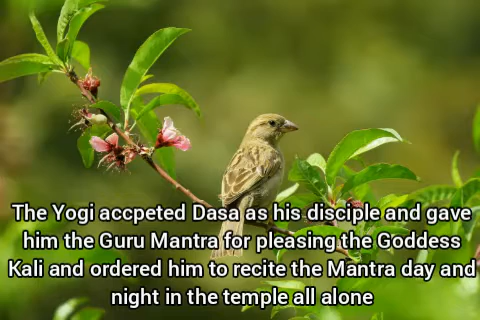 The Yogi accpeted Dasa as his disciple and gave
him the Guru Mantra for pleasing the Goddess
Kali and ordered him to recite the Mantra day and
night in the temple all alone